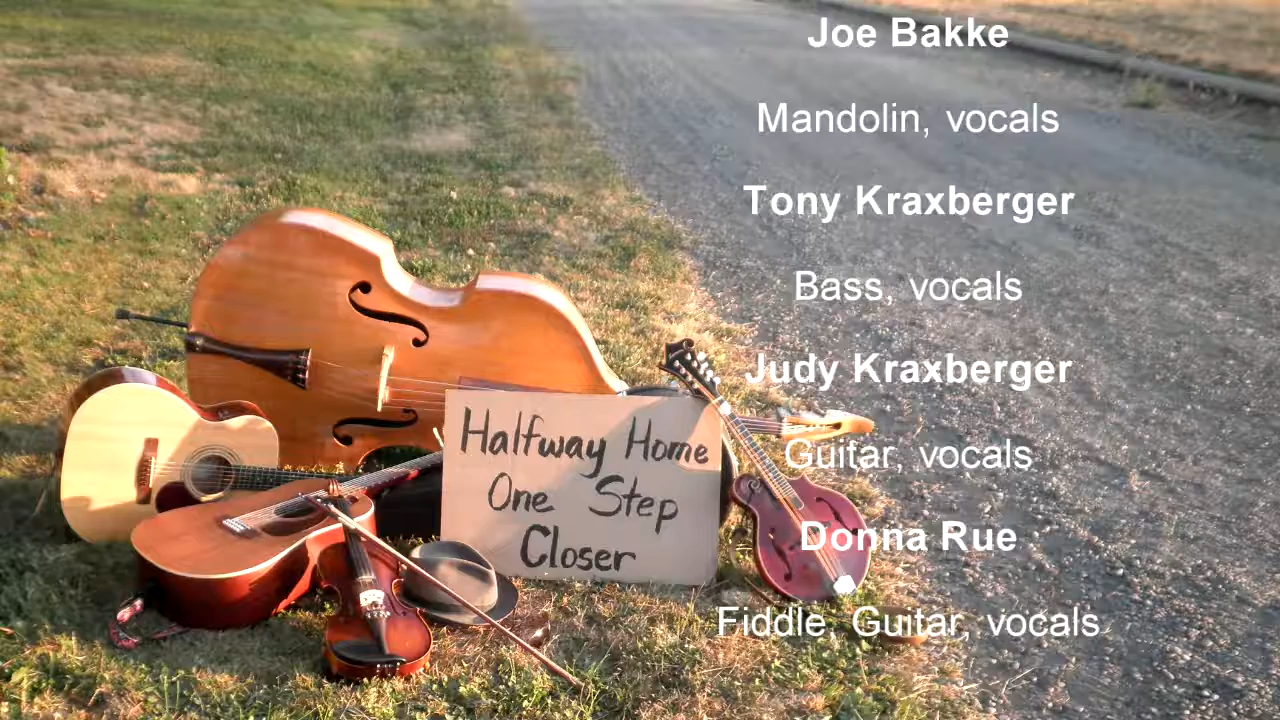 Joe Bakke
Mandolin, vocals
Tony Kraxberger
Bass, vocals
Judy Kraxberger
Guitar, vocals
Donna Rue
Fiddle, Guitar, vocals
Halfway Home
One Step
Closer